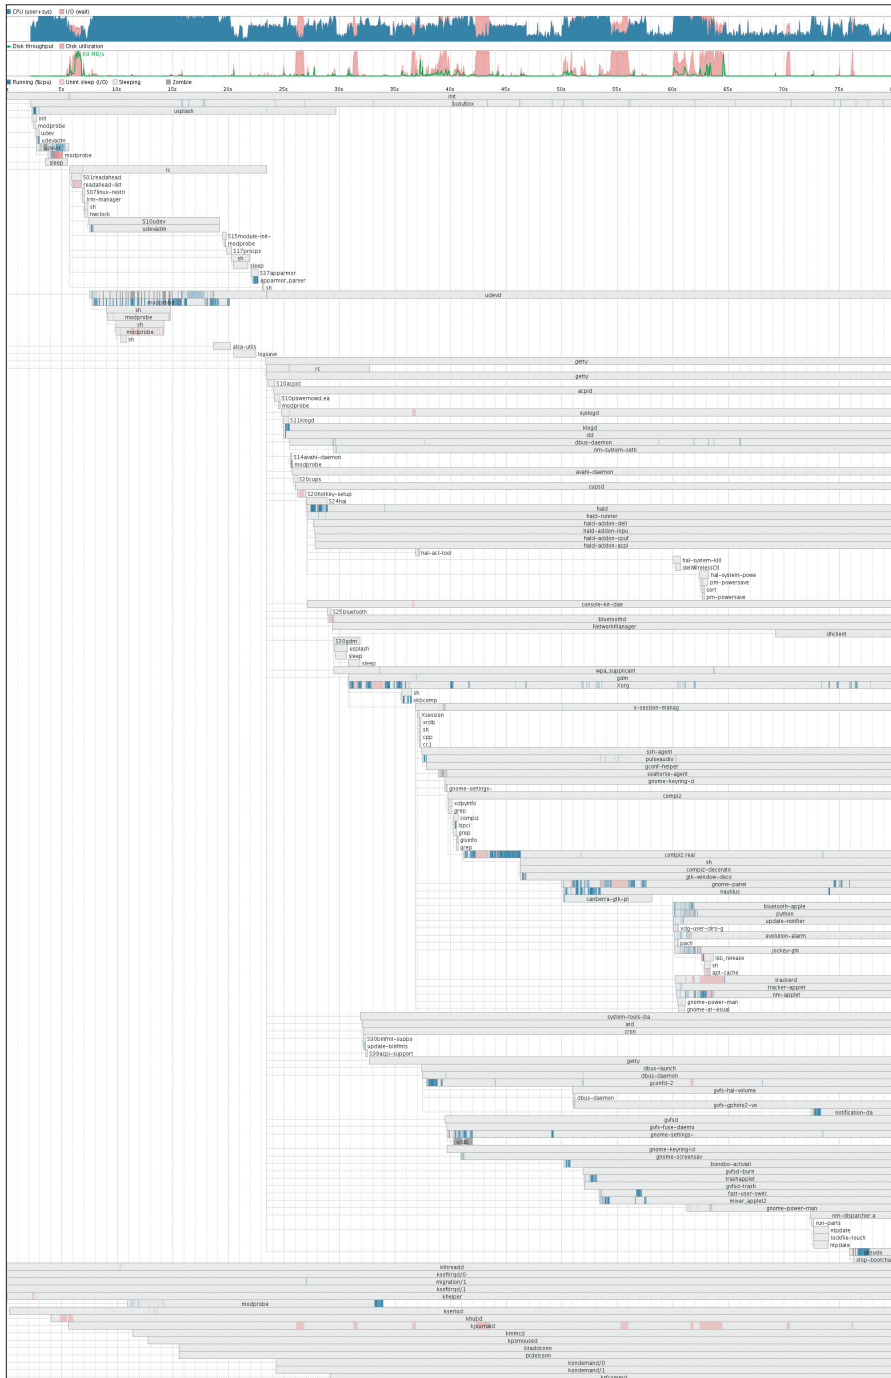 CPU (user+sys) I/O (wait)
Disk throughput Disk utilization
Running (%cpu) Unint.sleep (I/O) Sleeping Zombie
5s 10s 15s 20s 25s 30s 35s 40s 45s 50s 55s 60s 65s 70s 75s
init
busybox
usplash
init
modprobe
udev
udevadm
udevd
modprobe
sleep
rc
S01readahead
readahead-list
S07linux-restri
lrm-manager
sh
hwclock
S10udev
udevadm
S15module-init-
modprobe
S17procps
sh
sleep
S37apparmor
apparmor_parser
sh
udevd
modprobe
sh
modprobe
sh
modprobe
sh
alsa-utils
logsave
getty
rc
getty
S10acpid
acpid
S10powernowd.ea
modprobe
syslogd
S11klogd
klogd
dd
dbus-daemon
nm-system-setti
S14avahi-daemon
modprobe
avahi-daemon
S20cups
cupsd
S20hotkey-setup
S24hal
hald
hald-runner
hald-addon-dell
hald-addon-inpu
hald-addon-cpuf
hald-addon-acpi
hal-acl-tool
hal-system-kill
dellWirelessCtl
hal-system-powe
pm-powersave
sort
pm-powersave
console-kit-dae
S25bluetooth
bluetoothd
NetworkManager
dhclient
S30gdm
usplash
sleep
sleep
wpa_supplicant
gdm
Xorg
sh
xkbcomp
x-session-manag
Xsession
xrdb
sh
cpp
cc1
ssh-agent
pulseaudio
gconf-helper
seahorse-agent
gnome-keyring-d
gnome-settings-
compiz
xdpyinfo
grep
compiz
lspci
grep
glxinfo
grep
compiz.real
sh
compiz-decorato
gtk-window-deco
gnome-panel
nautilus
canberra-gtk-pl
bluetooth-apple
python
update-notifier
xdg-user-dirs-g
evolution-alarm
pactl
jockey-gtk
lsb_release
sh
apt-cache
trackerd
tracker-applet
nm-applet
gnome-power-man
gnome-at-visual
system-tools-ba
atd
cron
S90binfmt-suppo
update-binfmts
S99acpi-support
getty
dbus-launch
dbus-daemon
gconfd-2
gvfs-hal-volume
dbus-daemon
gvfs-gphoto2-vo
notification-da
gvfsd
gvfs-fuse-daemo
gnome-settings-
gnome-keyring-d
gnome-screensav
bonobo-activati
gvfsd-burn
trashapplet
gvfsd-trash
fast-user-switc
mixer_applet2
gnome-power-man
nm-dispatcher.a
run-parts
ntpdate
lockfile-touch
ntpdate
stop-bootcha
kthreadd
ksoftirqd/0
migration/1
ksoftirqd/1
khelper
modprobe
kseriod
khubd
kjournald
kmmcd
kpsmoused
btaddconn
btdelconn
kondemand/0
kondemand/1